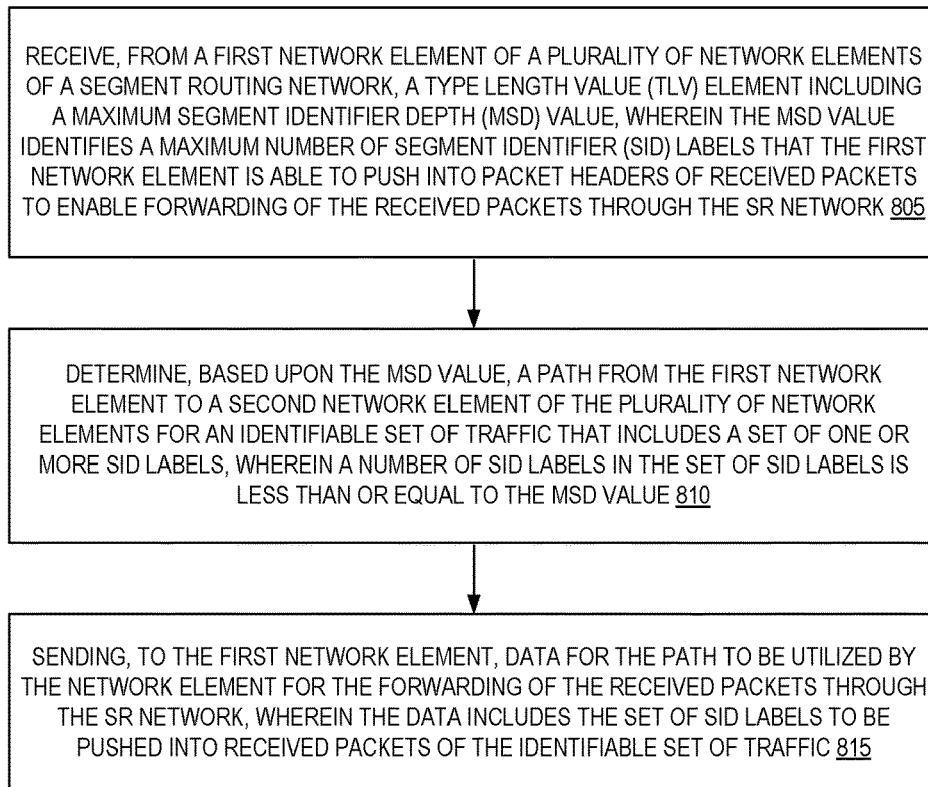 RECEIVE, FROM A FIRST NETWORK ELEMENT OF A PLURALITY OF NETWORK ELEMENTS
OF A SEGMENT ROUTING NETWORK, A TYPE LENGTH VALUE (TLV) ELEMENT INCLUDING
A MAXIMUM SEGMENT IDENTIFIER DEPTH (MSD) VALUE, WHEREIN THE MSD VALUE
IDENTIFIES A MAXIMUM NUMBER OF SEGMENT IDENTIFIER (SID) LABELS THAT THE FIRST
NETWORK ELEMENT IS ABLE TO PUSH INTO PACKET HEADERS OF RECEIVED PACKETS
TO ENABLE FORWARDING OF THE RECEIVED PACKETS THROUGH THE SR NETWORK 805
DETERMINE, BASED UPON THE MSD VALUE, A PATH FROM THE FIRST NETWORK
ELEMENT TO A SECOND NETWORK ELEMENT OF THE PLURALITY OF NETWORK
ELEMENTS FOR AN IDENTIFIABLE SET OF TRAFFIC THAT INCLUDES A SET OF ONE OR
MORE SID LABELS, WHEREIN A NUMBER OF SID LABELS IN THE SET OF SID LABELS IS
LESS THAN OR EQUAL TO THE MSD VALUE 810
SENDING, TO THE FIRST NETWORK ELEMENT, DATA FOR THE PATH TO BE UTILIZED BY
THE NETWORK ELEMENT FOR THE FORWARDING OF THE RECEIVED PACKETS THROUGH
THE SR NETWORK, WHEREIN THE DATA INCLUDES THE SET OF SID LABELS TO BE
PUSHED INTO RECEIVED PACKETS OF THE IDENTIFIABLE SET OF TRAFFIC 815